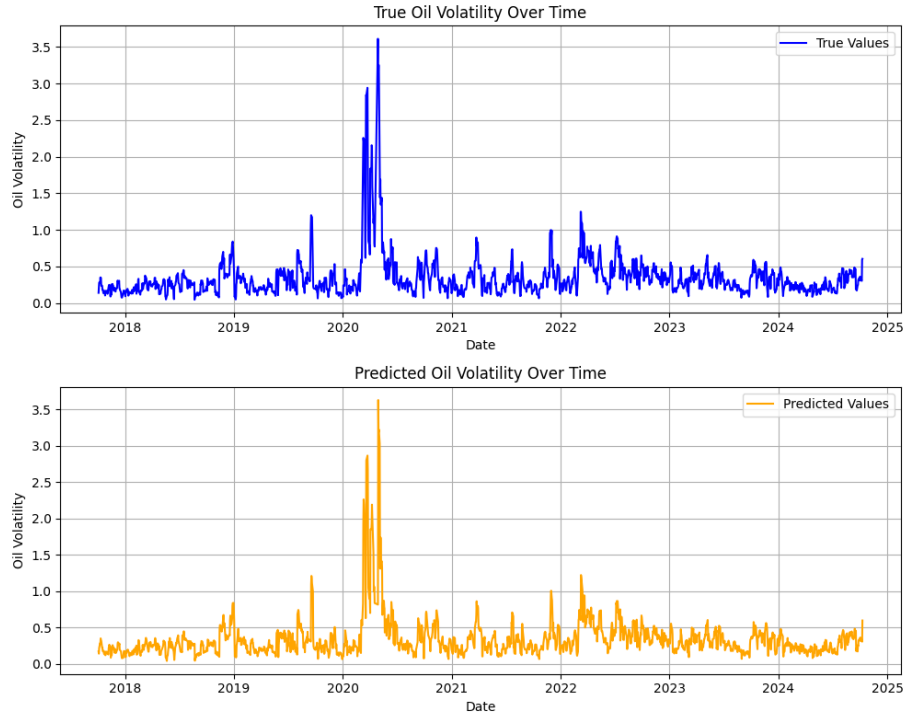 True Oil Volatility Over Time
True Values
3.5
3.0
2.5
2.0
1.5
1.0
0.5
0.0
Oil Volatility
2018 2019 2020 2021 2022 2023 2024 2025
Date
Predicted Oil Volatility Over Time
Predicted Values
3.5
3.0
2.5
2.0
1.5
1.0
0.5
0.0
Oil Volatility
2018 2019 2020 2021 2022 2023 2024 2025
Date